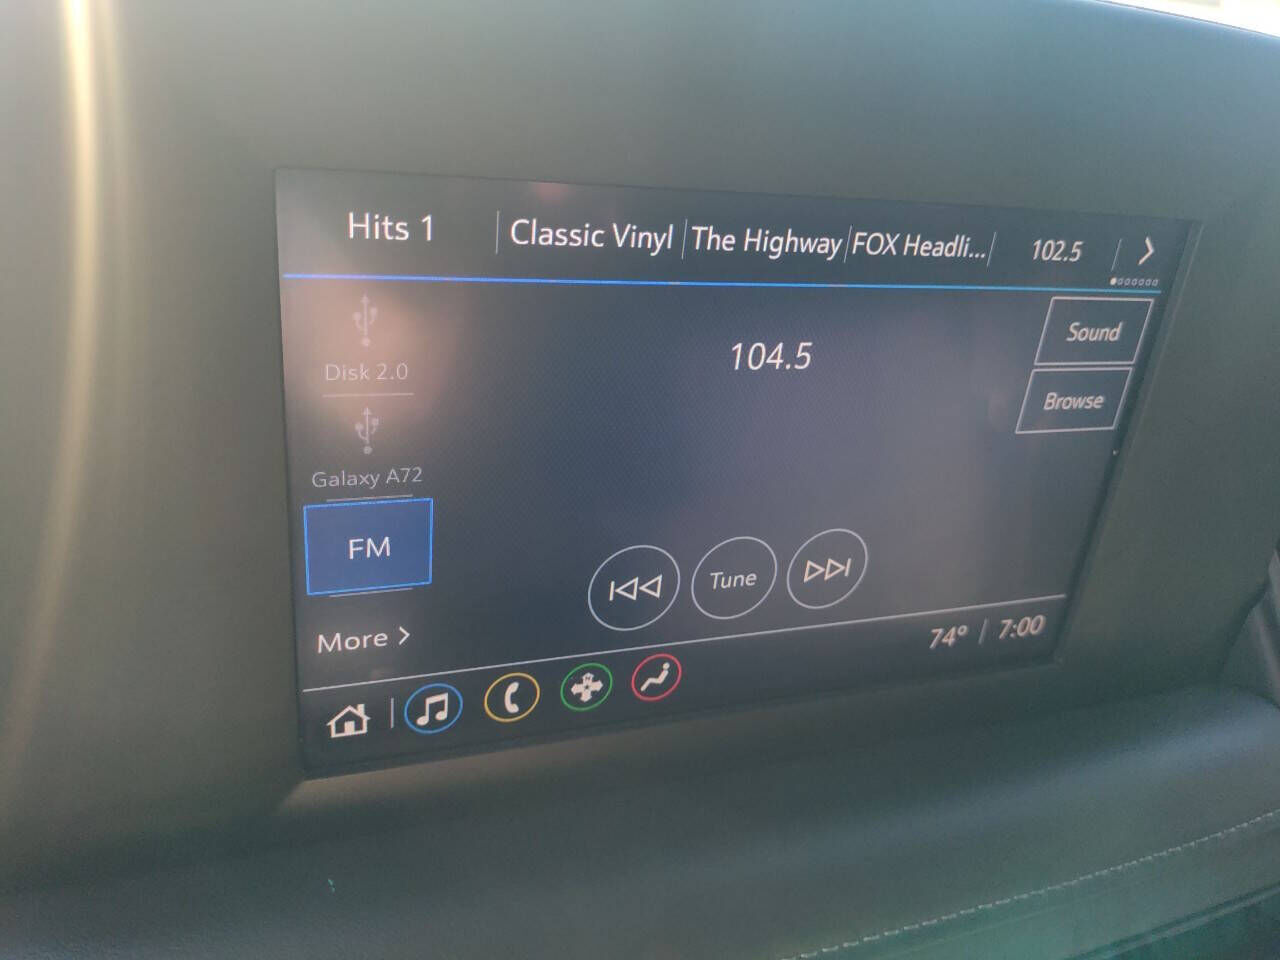 Hits 1 Classic Vinyl The Highway FOX Headli... 102.5
Sound
104.5
Disk 2.0
Browse
Galaxy A72
FM
Tune
More
74° 7:00